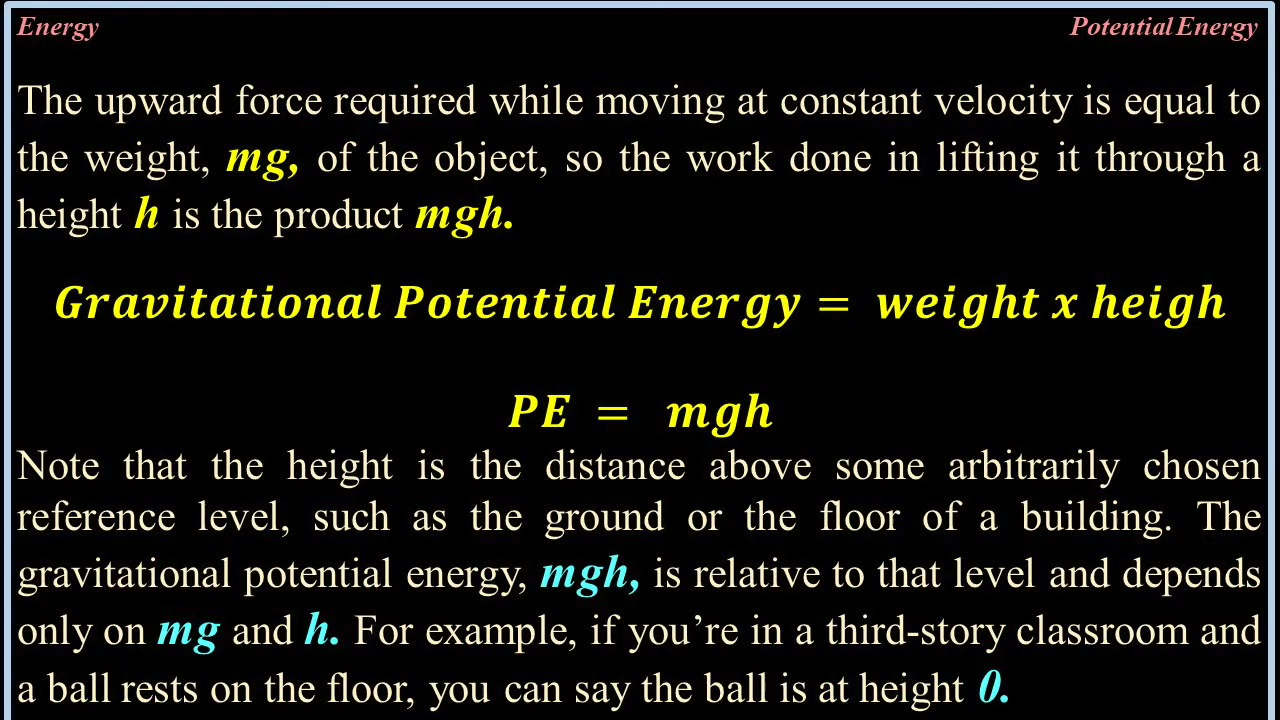 Energy
Potential Energy
The upward force required while moving at constant velocity is equal to
the weight, mg, of the object, so the work done in lifting it through a
height h is the product mgh.
Gravitational Potential Energy = weight x heigh
PE = mgh
Note that the height is the distance above some arbitrarily chosen
reference level, such as the ground or the floor of a building. The
gravitational potential energy, mgh, is relative to that level and depends
only on mg and h. For example, if you’re in a third-story classroom and
a ball rests on the floor, you can say the ball is at height 0.